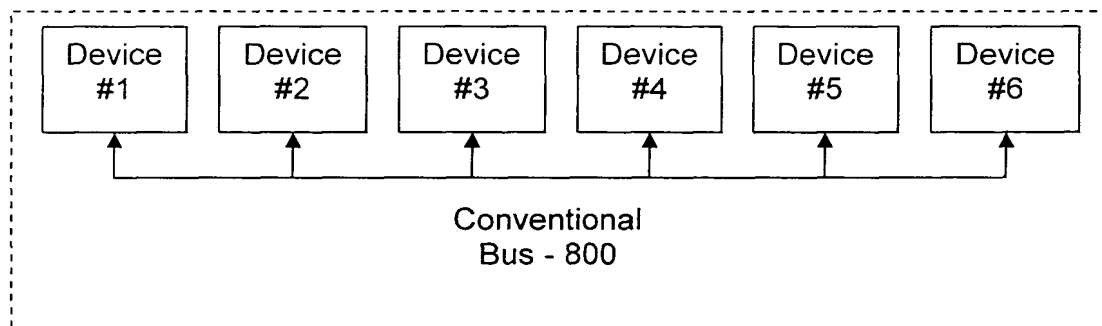 Device #1
Device #2
Device #3
Device #4
Device #5
Device #6
Conventional
Bus - 800